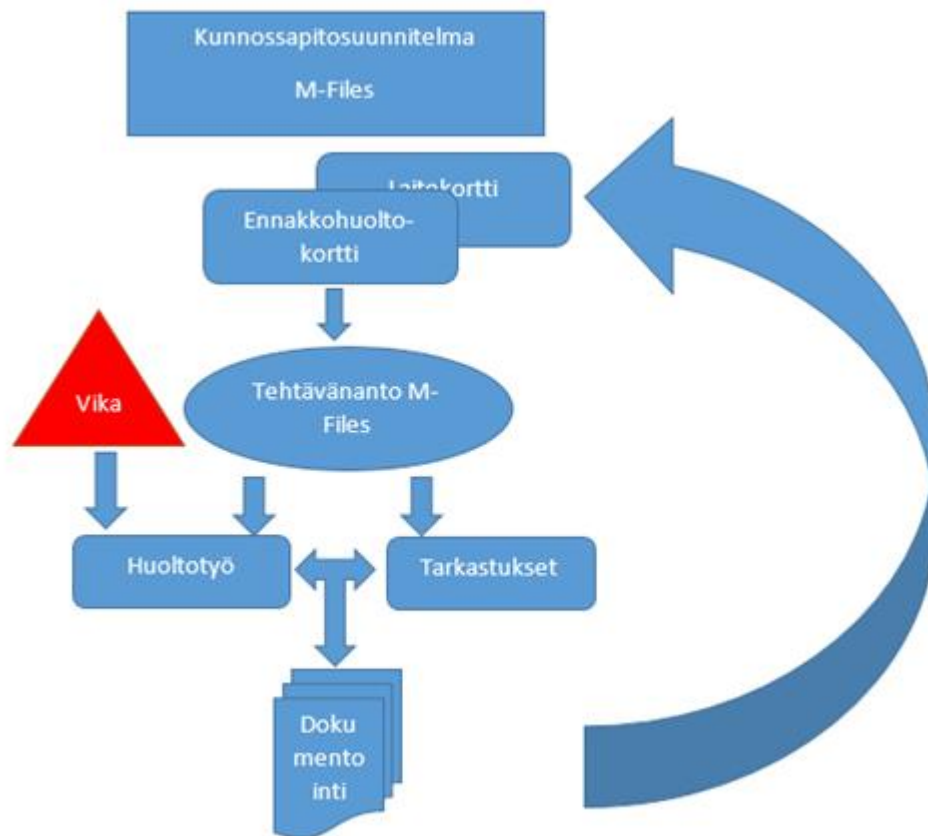 Kunnossapitosuunnitelma
M-Files
Laitekortti
Ennakkohuolto-
kortti
Vika
Tehtävänanto M-
Files
Huoltotyö
Tarkastukset
Doku
mento
inti